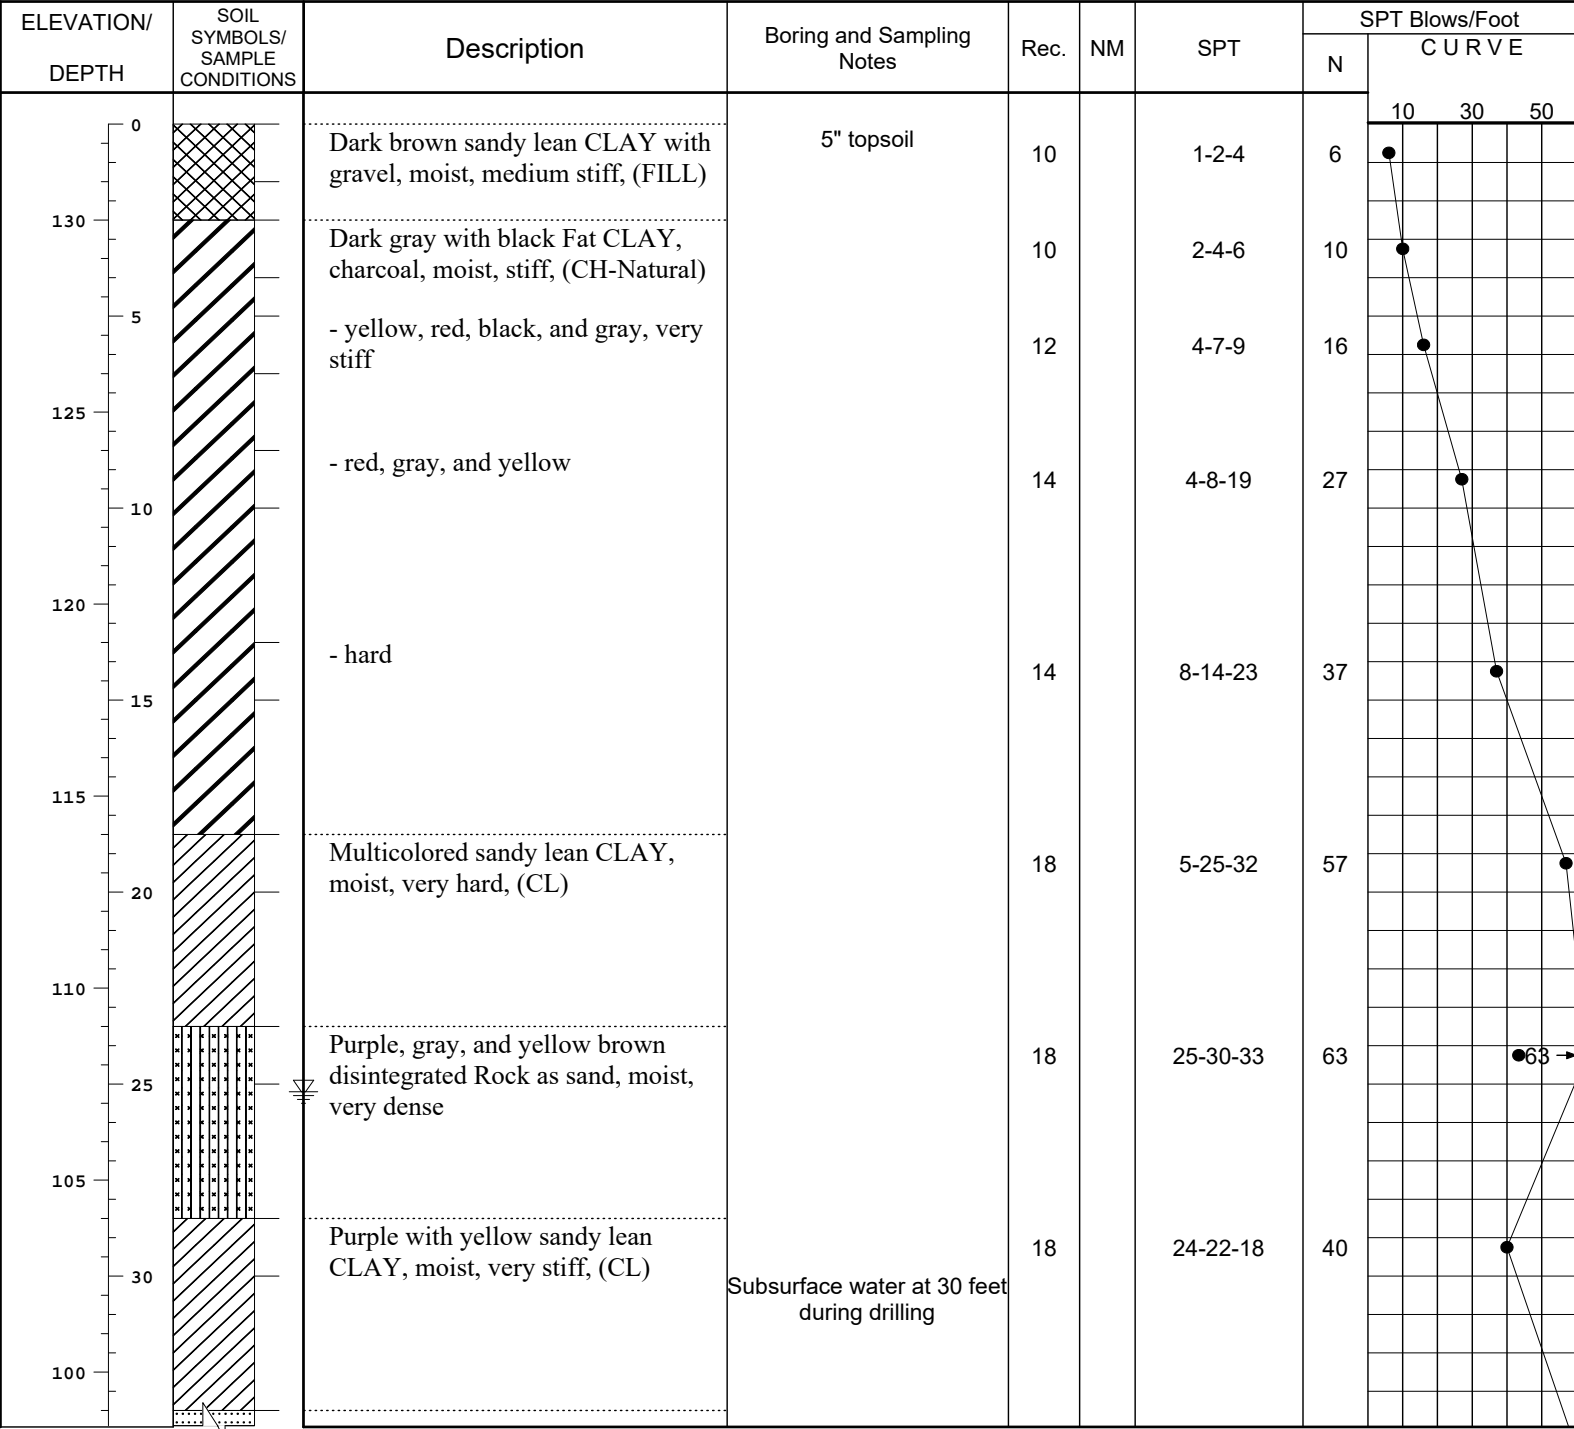 ELEVATION/
DEPTH
SOIL
SYMBOLS/
SAMPLE
CONDITIONS
Description
Boring and Sampling
Notes
Rec.
NM
SPT
SPT Blows/Foot
N
C U R V E
10 30 50
0
Dark brown sandy lean CLAY with
gravel, moist, medium stiff, (FILL)
5" topsoil
10
1-2-4
6
130
Dark gray with black Fat CLAY,
charcoal, moist, stiff, (CH-Natural)
10
2-4-6
10
5
- yellow, red, black, and gray, very
stiff
12
4-7-9
16
125
- red, gray, and yellow
14
4-8-19
27
10
120
- hard
14
8-14-23
37
15
115
Multicolored sandy lean CLAY,
moist, very hard, (CL)
18
5-25-32
57
20
110
Purple, gray, and yellow brown
disintegrated Rock as sand, moist,
very dense
18
25-30-33
63
63
25
105
Purple with yellow sandy lean
CLAY, moist, very stiff, (CL)
18
24-22-18
40
30
Subsurface water at 30 feet
during drilling
100